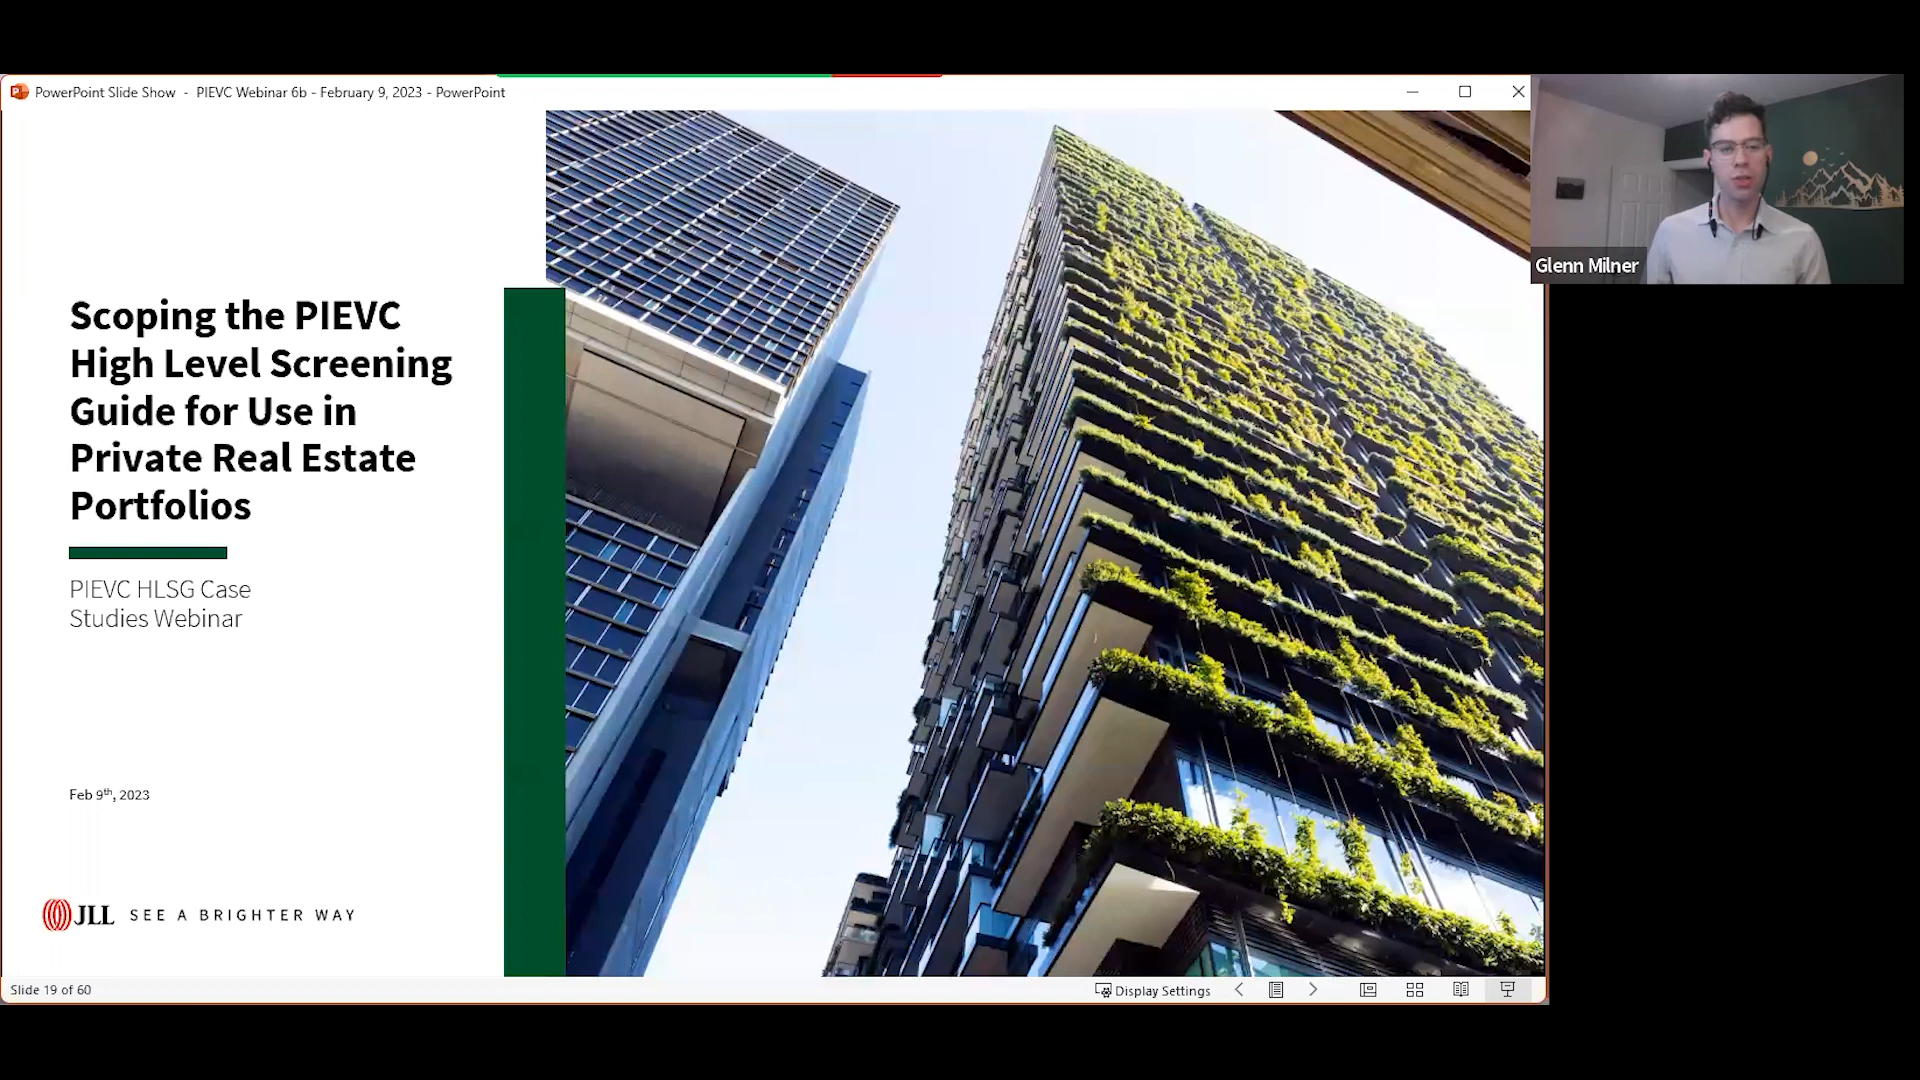 PowerPoint Slide Show - PIEVC Webinar 6b - February 9, 2023 - PowerPoint
Glenn Milner
Scoping the PIEVC
High Level Screening
Guide for Use in
Private Real Estate
Portfolios
PIEVC HLSG Case
Studies Webinar
Feb 9th, 2023
JLL SEE A BRIGHTER WAY
Slide 19 of 60
Display Settings